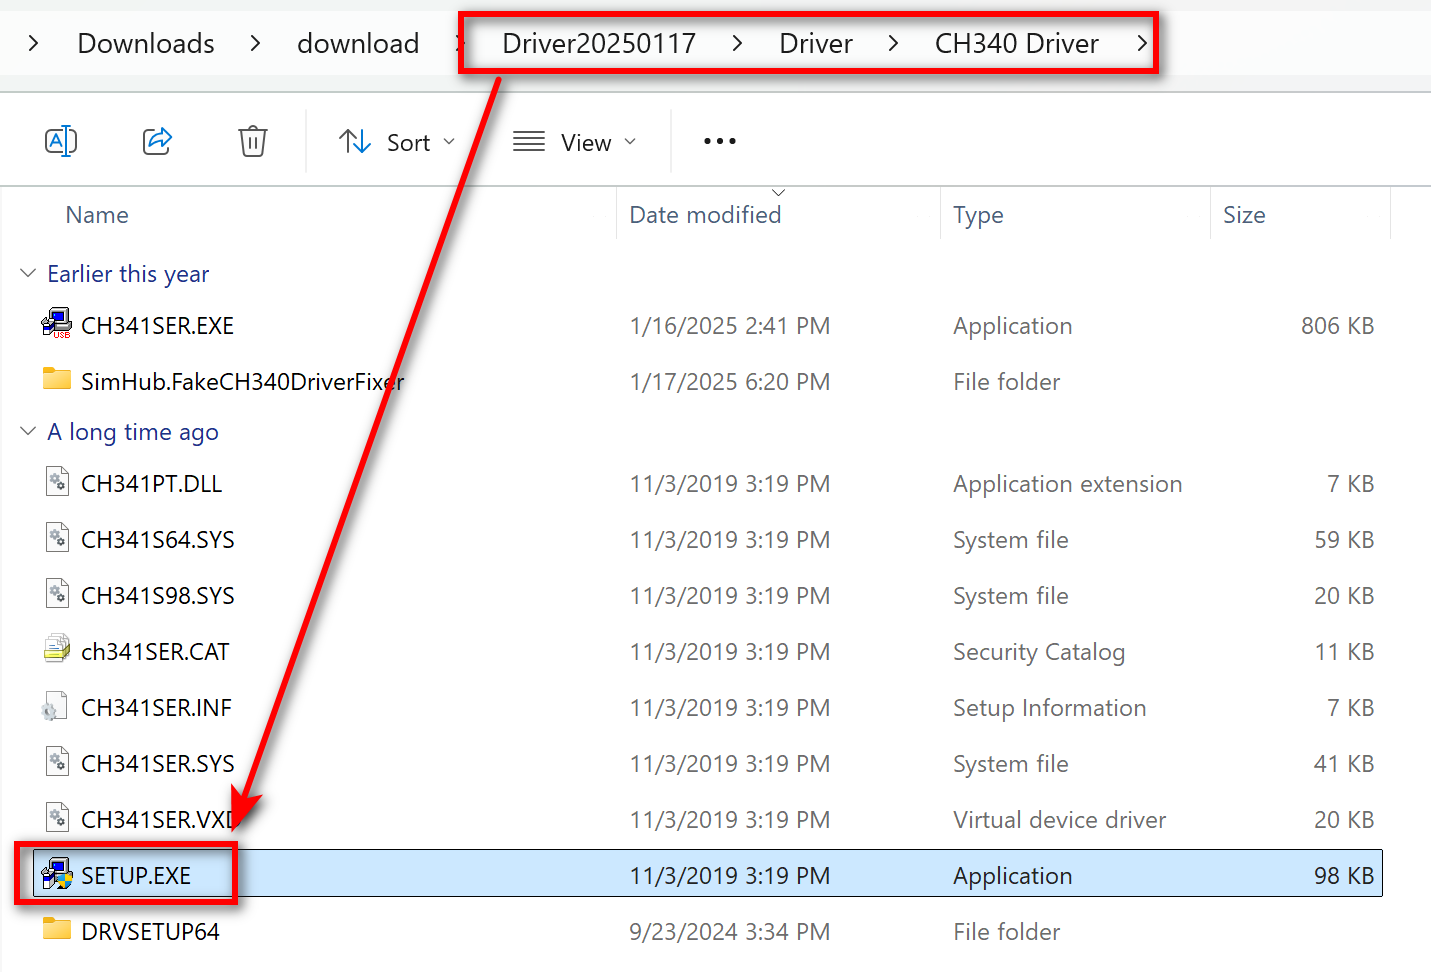 > Downloads > download > Driver20250117 > Driver > CH340 Driver >
A Sort View •••
Name Date modified Type Size
Earlier this year
CH341SER.EXE 1/16/2025 2:41 PM Application 806 KB
USB
SimHub.FakeCH340DriverFixer 1/17/2025 6:20 PM File folder
A long time ago
CH341PT.DLL 11/3/2019 3:19 PM Application extension 7 KB
CH341S64.SYS 11/3/2019 3:19 PM System file 59 KB
CH341S98.SYS 11/3/2019 3:19 PM System file 20 KB
ch341SER.CAT 11/3/2019 3:19 PM Security Catalog 11 KB
CH341SER.INF 11/3/2019 3:19 PM Setup Information 7 KB
CH341SER.SYS 11/3/2019 3:19 PM System file 41 KB
CH341SER.VXD 11/3/2019 3:19 PM Virtual device driver 20 KB
SETUP.EXE 11/3/2019 3:19 PM Application 98 KB
DRVSETUP64 9/23/2024 3:34 PM File folder